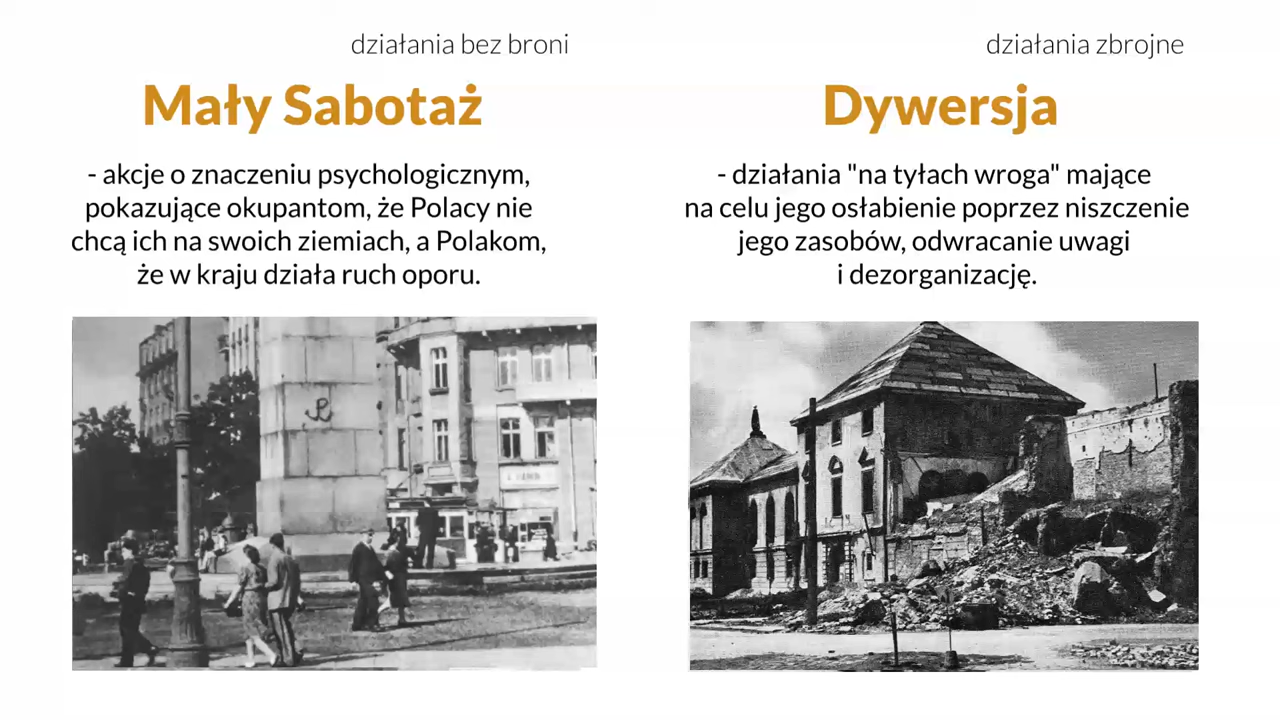 działania bez broni
Mały Sabotaż
- akcje o znaczeniu psychologicznym,
pokazujące okupantom, że Polacy nie
chcą ich na swoich ziemiach, a Polakom,
że w kraju działa ruch oporu.
działania zbrojne
Dywersja
- działania "na tyłach wroga" mające
na celu jego osłabienie poprzez niszczenie
jego zasobów, odwracanie uwagi
i dezorganizację.